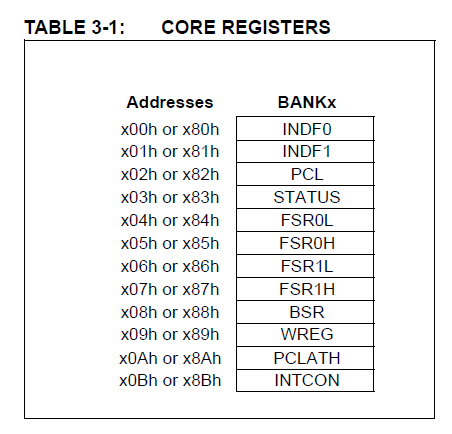 TABLE 3-1: CORE REGISTERS
Addresses BANKx
x00h or x80h INDF0
x01h or x81h INDF1
x02h or x82h PCL
x03h or x83h STATUS
x04h or x84h FSR0L
x05h or x85h FSR0H
x06h or x86h FSR1L
x07h or x87h FSR1H
x08h or x88h BSR
x09h or x89h WREG
x0Ah or x8Ah PCLATH
x0Bh or x8Bh INTCON